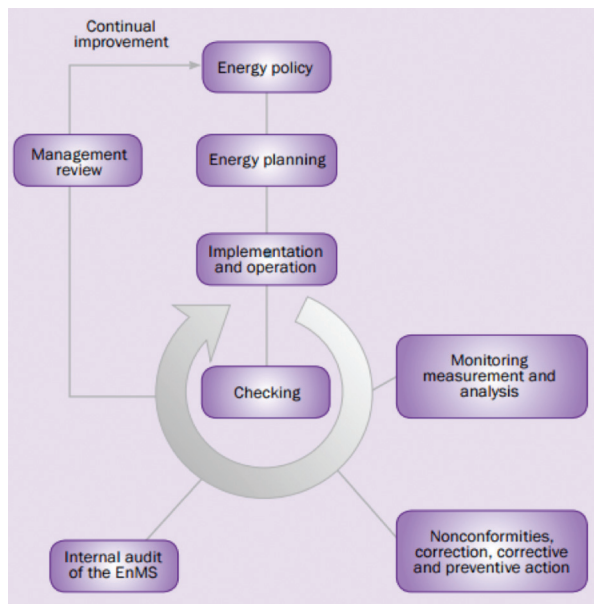 Continual
improvement
Energy policy
Management
review
Energy planning
Implementation
and operation
Checking
Monitoring
measurement and
analysis
Internal audit
of the EnMS
Nonconformities,
correction, corrective
and preventive action